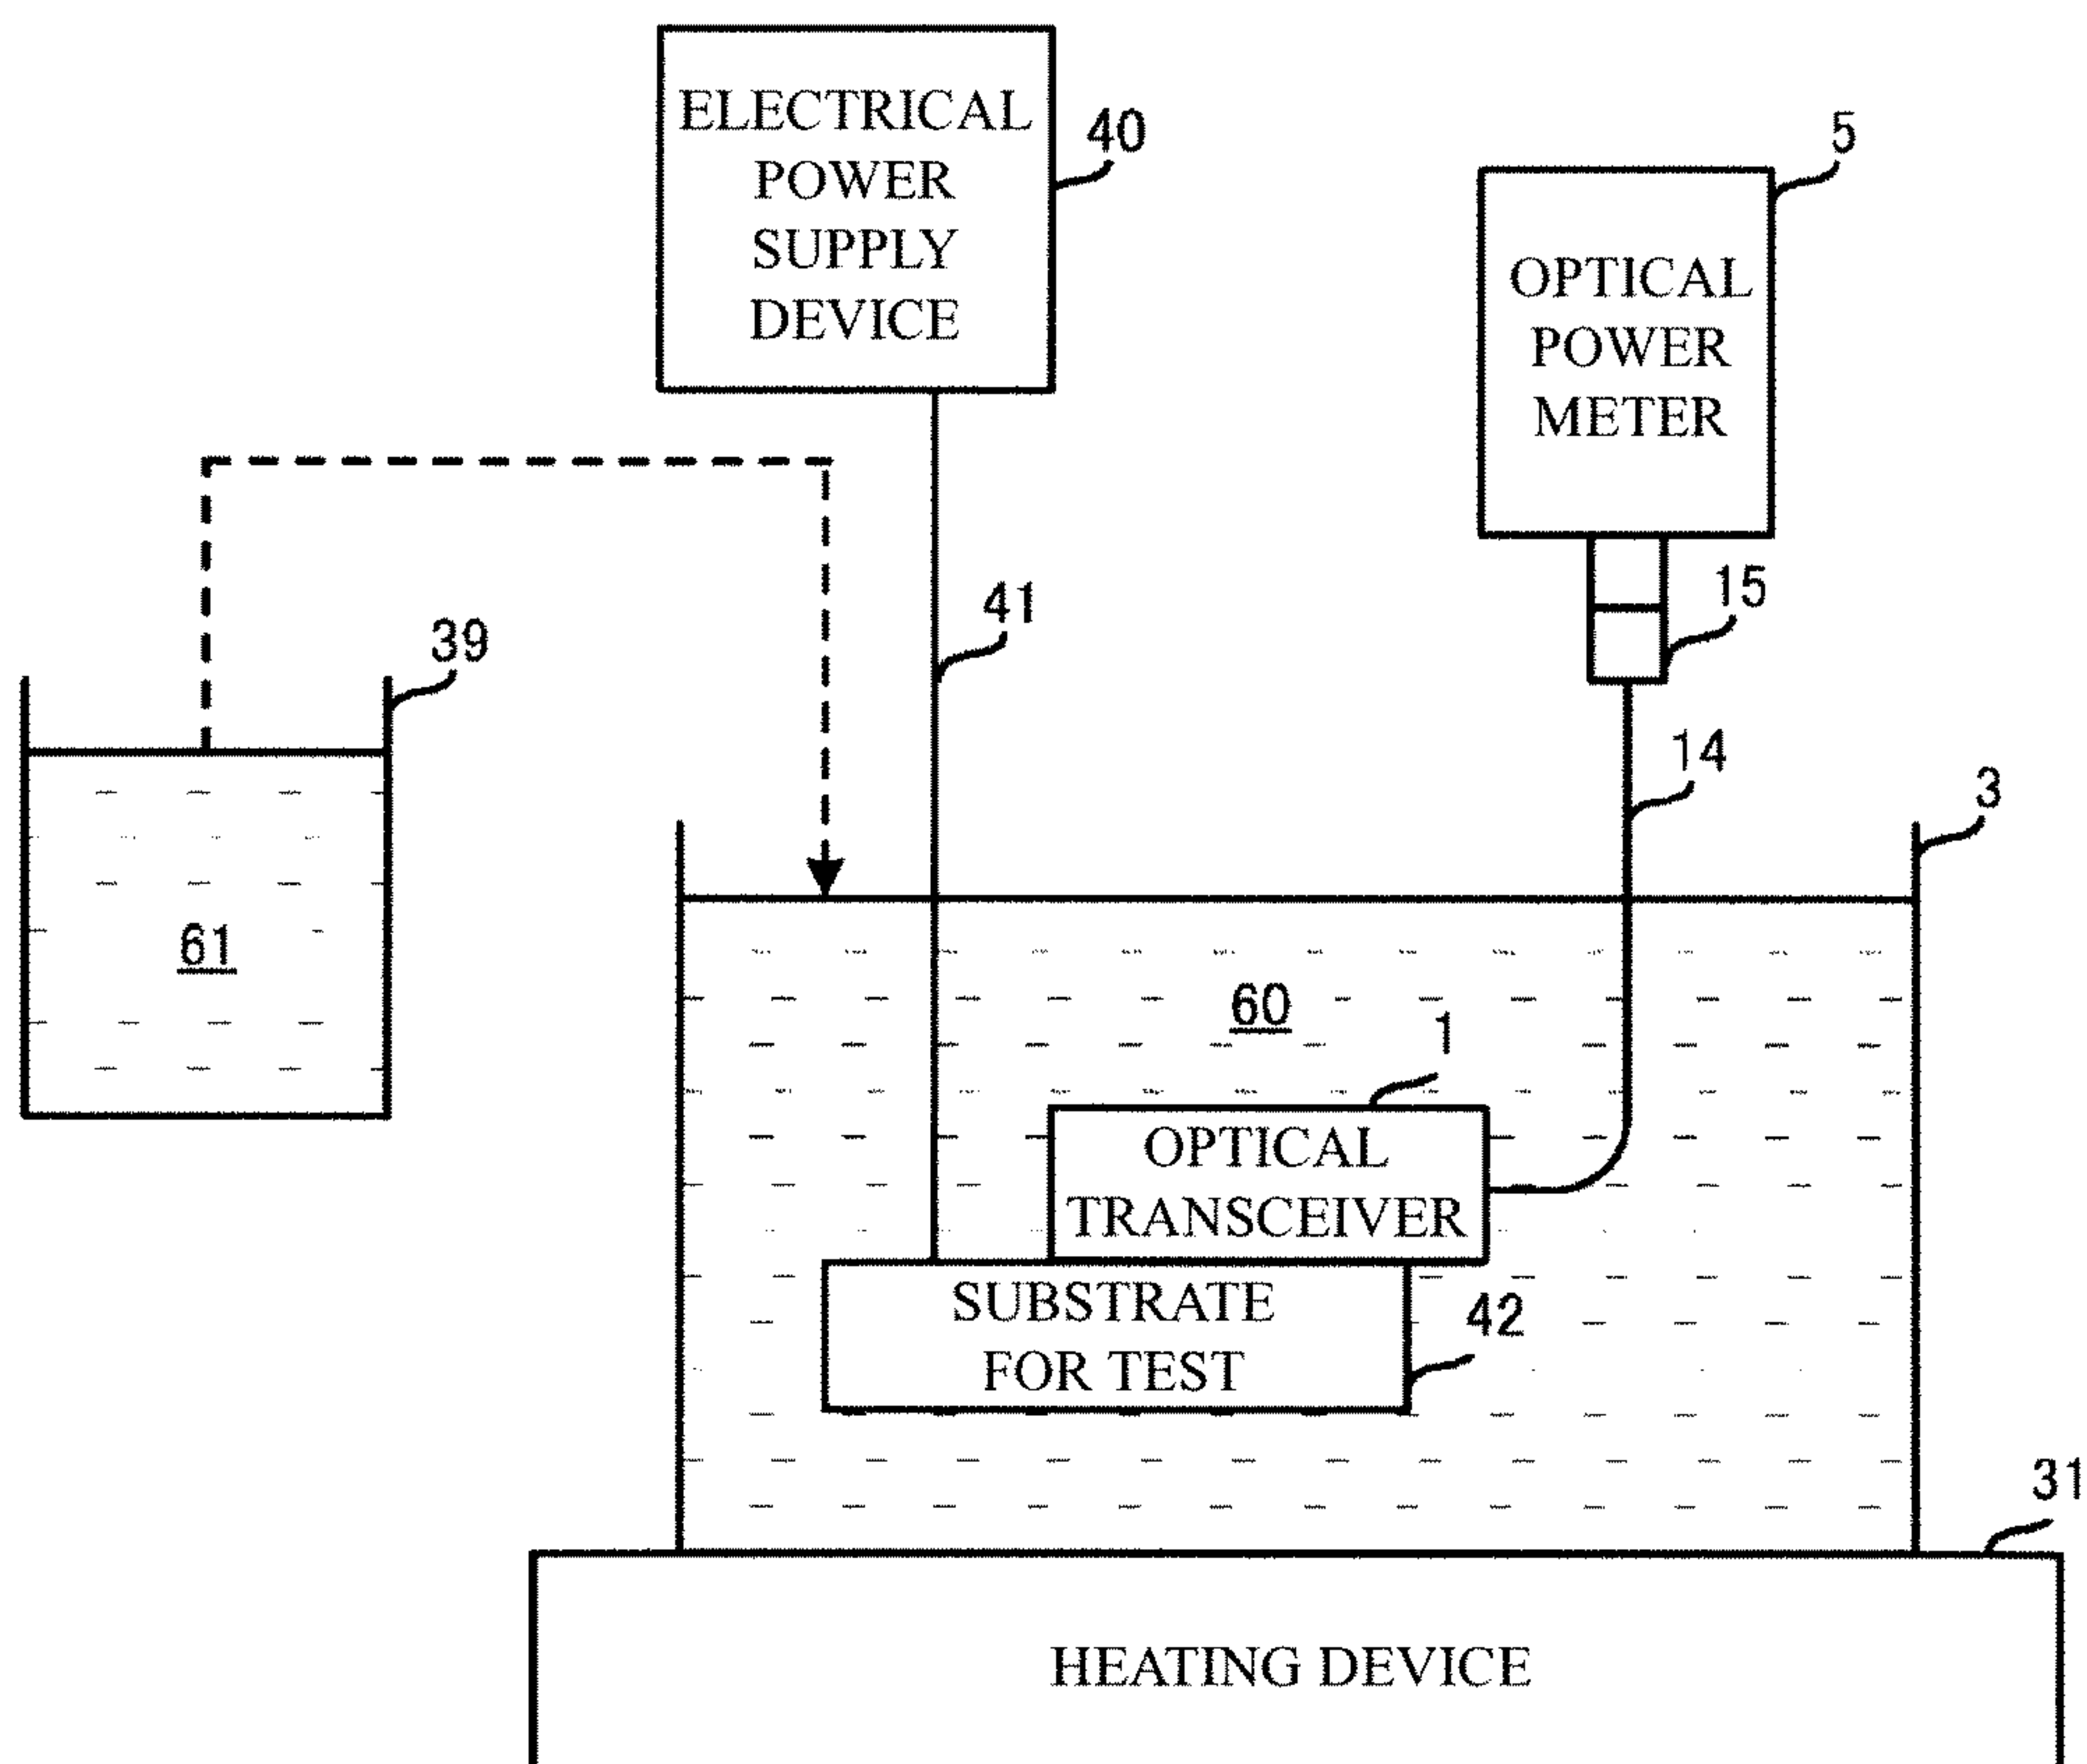 ELECTRICAL
POWER
SUPPLY
DEVICE
40
5
OPTICAL
POWER
METER
15
41
39
14
3
61
60
1
OPTICAL
TRANSCEIVER
SUBSTRATE
FOR TEST
42
31
HEATING DEVICE